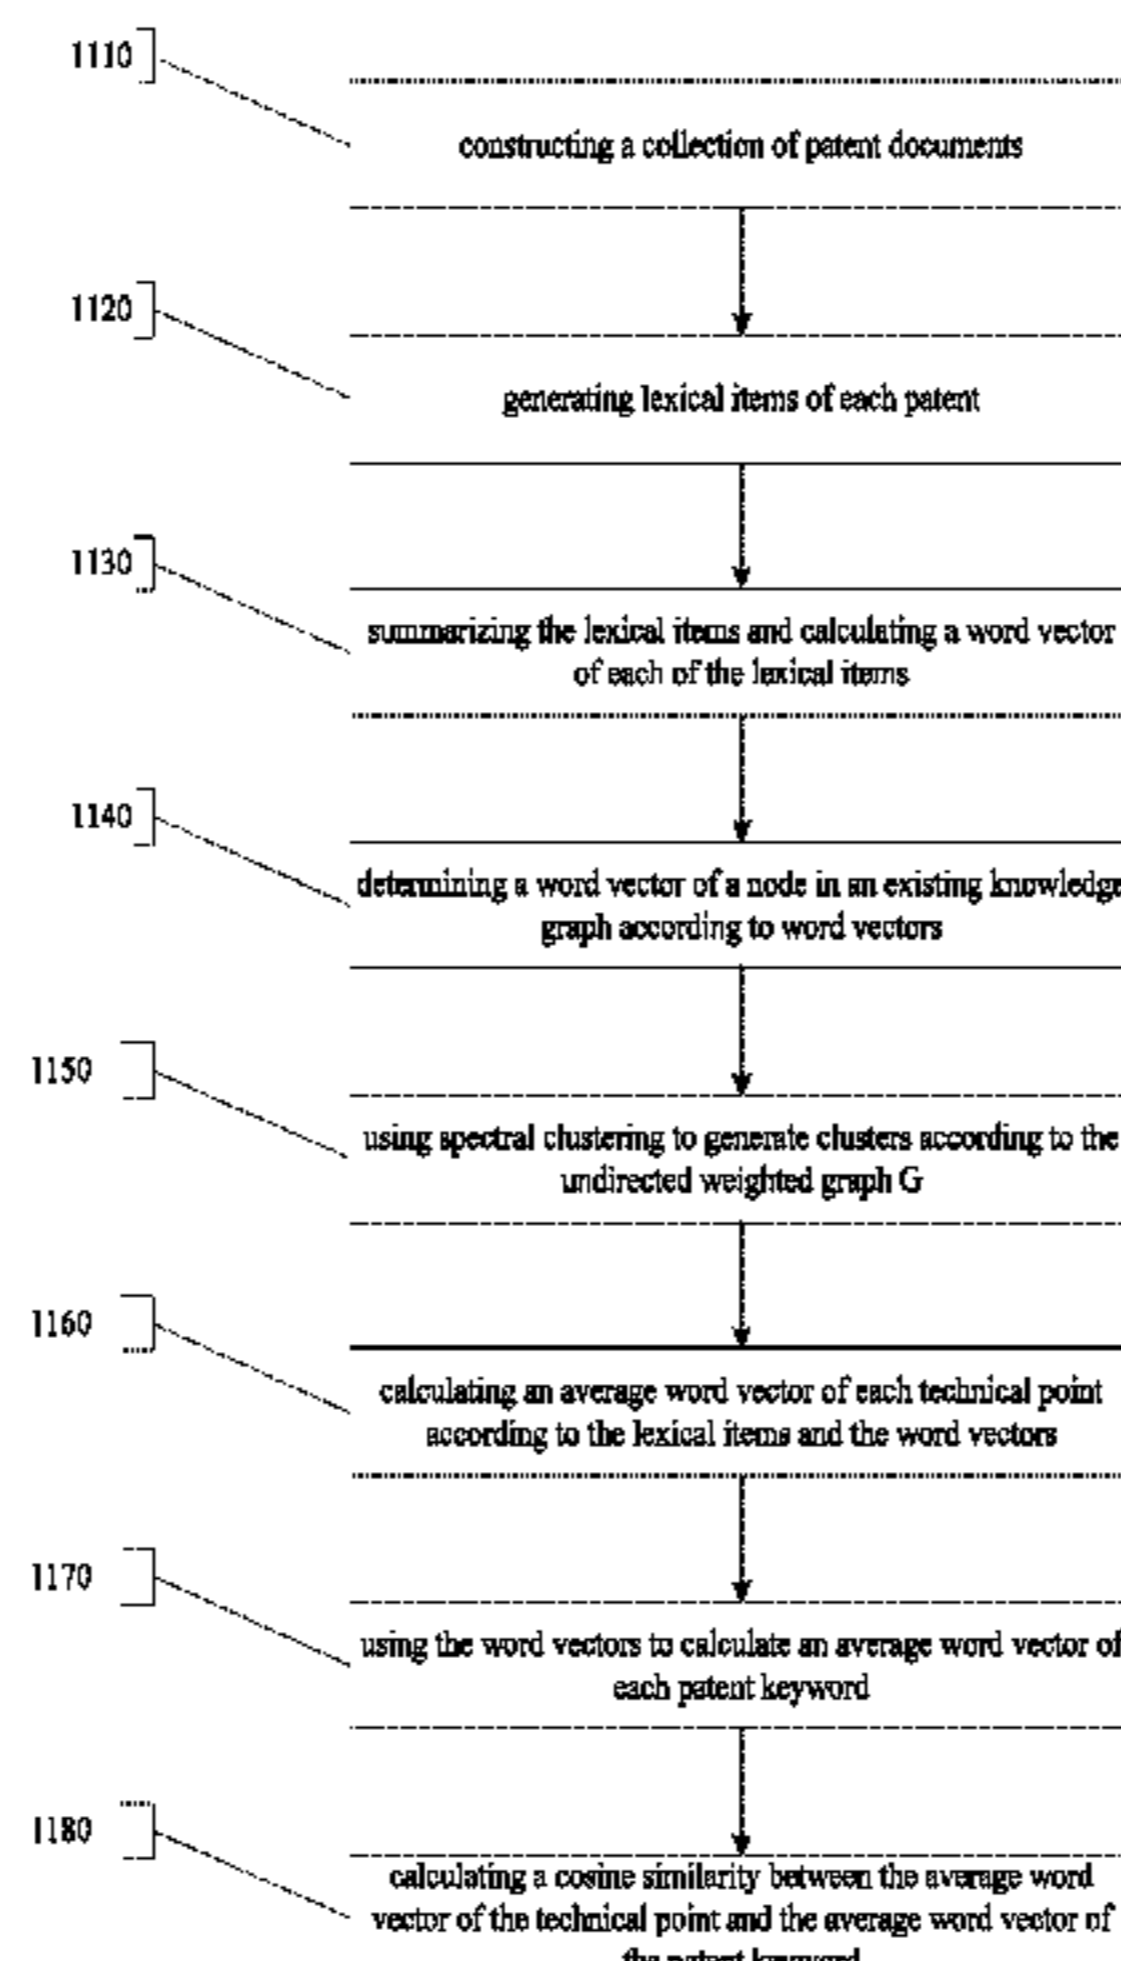 1110
constructing a collection of patent documents
1120
generating lexical items of each patent
1130
summarizing the lexical items and calculating a word vector
of each of the lexical items
1140
determining a word vector of a node in an existing knowledge
graph according to word vectors
1150
using spectral clustering to generate clusters according to the
undirected weighted graph G
1160
calculating an average word vector of each technical point
according to the lexical items and the word vectors
1170
using the word vectors to calculate an average word vector of
each patent keyword
1180
calculating a cosine similarity between the average word
vector of the technical point and the average word vector of
the patent keyword